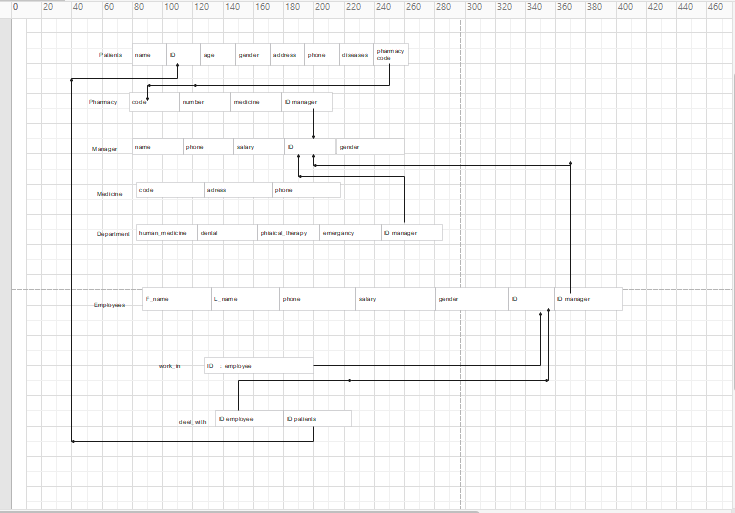 0 20 40 60 80 100 120 140 160 180 200 220 240 260 280 300 320 340 360 380 400 420 440 460
Patients name ID age gender address phone diseases pharmacy code
Pharmacy code number medicine ID manager
Manager name phone salary ID gender
Medicine code adress phone
Department human_medicine dental phisical_therapy emergancy ID manager
Employees F_name L_name phone salary gender ID ID manager
work_in ID - employee
deal_with ID employee ID patients